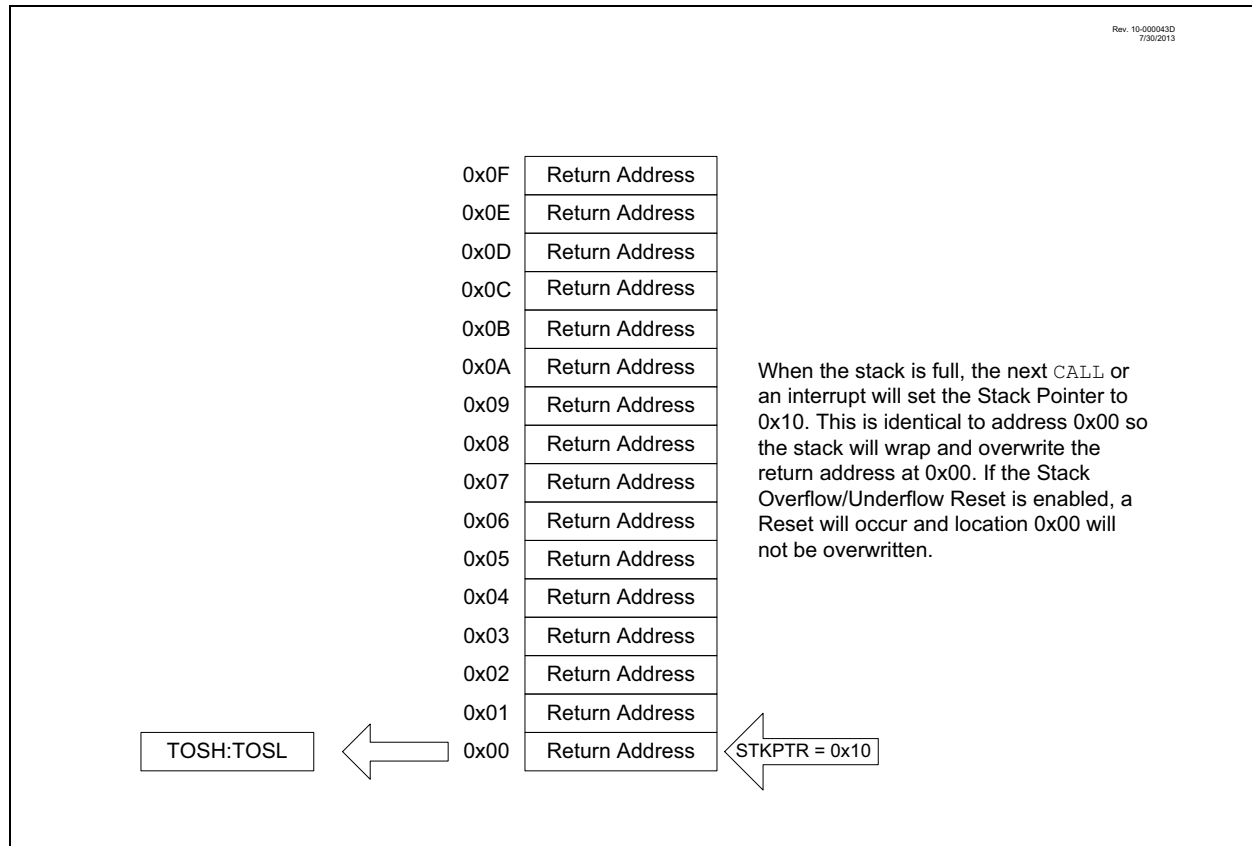 Rev. 10-000043D
7/30/2013
0x0F Return Address
0x0E Return Address
0x0D Return Address
0x0C Return Address
0x0B Return Address
0x0A Return Address
0x09 Return Address
0x08 Return Address
0x07 Return Address
0x06 Return Address
0x05 Return Address
0x04 Return Address
0x03 Return Address
0x02 Return Address
0x01 Return Address
TOSH:TOSL 0x00 Return Address STKPTR = 0x10
When the stack is full, the next CALL or
an interrupt will set the Stack Pointer to
0x10. This is identical to address 0x00 so
the stack will wrap and overwrite the
return address at 0x00. If the Stack
Overflow/Underflow Reset is enabled, a
Reset will occur and location 0x00 will
not be overwritten.